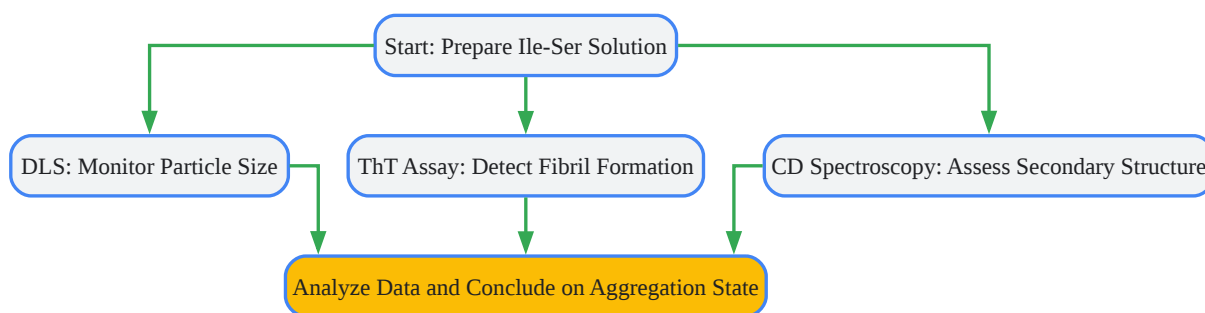 Start: Prepare Ile-Ser Solution
DLS: Monitor Particle Size
ThT Assay: Detect Fibril Formation
CD Spectroscopy: Assess Secondary Structure
Analyze Data and Conclude on Aggregation State